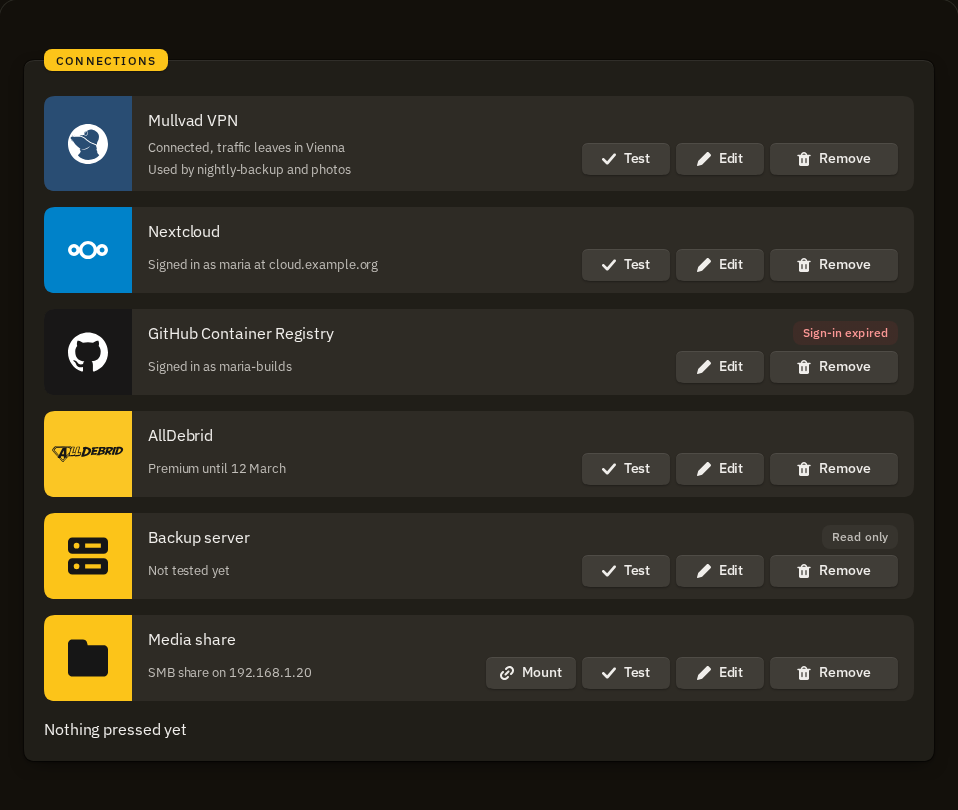 CONNECTIONS
Mullvad VPN
Connected, traffic leaves in Vienna
Used by nightly-backup and photos
Test Edit Remove
Nextcloud
Signed in as maria at cloud.example.org
Test Edit Remove
GitHub Container Registry
Sign-in expired
Signed in as maria-builds
Edit Remove
ALLDEBRID
AllDebrid
Premium until 12 March
Test Edit Remove
Backup server
Read only
Not tested yet
Test Edit Remove
Media share
SMB share on 192.168.1.20
Mount Test Edit Remove
Nothing pressed yet